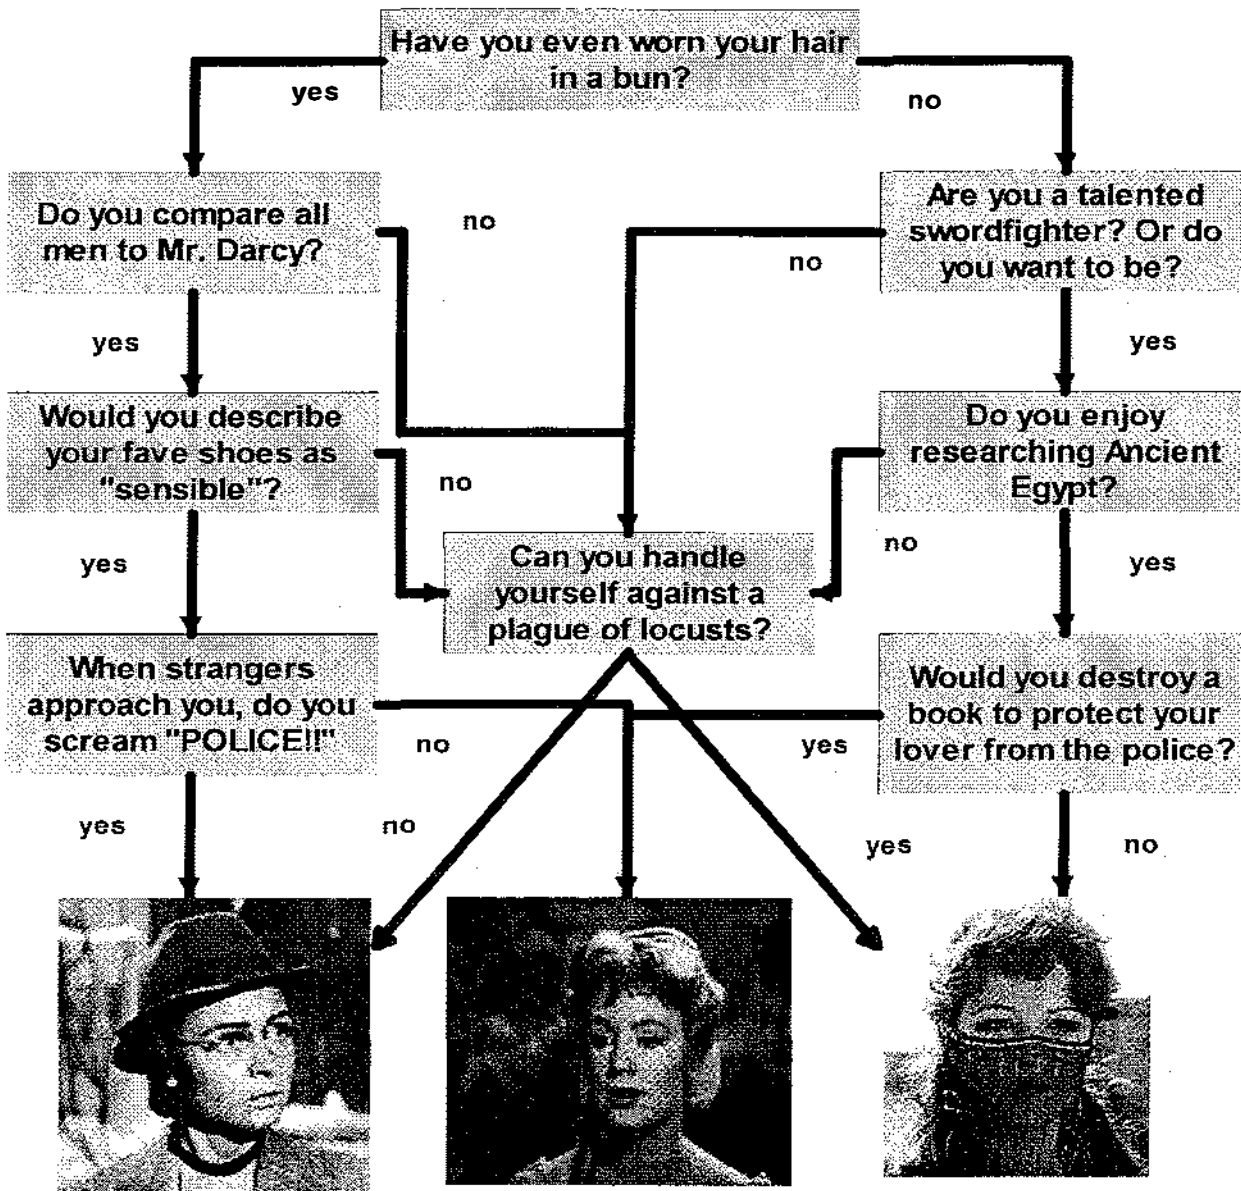 Have you even worn your hair
in a bun?
yes
no
Do you compare all
men to Mr. Darcy?
no
Are you a talented
swordfighter? Or do
you want to be?
no
yes
yes
Would you describe
your fave shoes as
"sensible"?
no
Do you enjoy
researching Ancient
Egypt?
no
yes
yes
Can you handle
yourself against a
plague of locusts?
When strangers
approach you, do you
scream "POLICE!!"
no
Would you destroy a
book to protect your
lover from the police?
yes
yes
no
yes
no